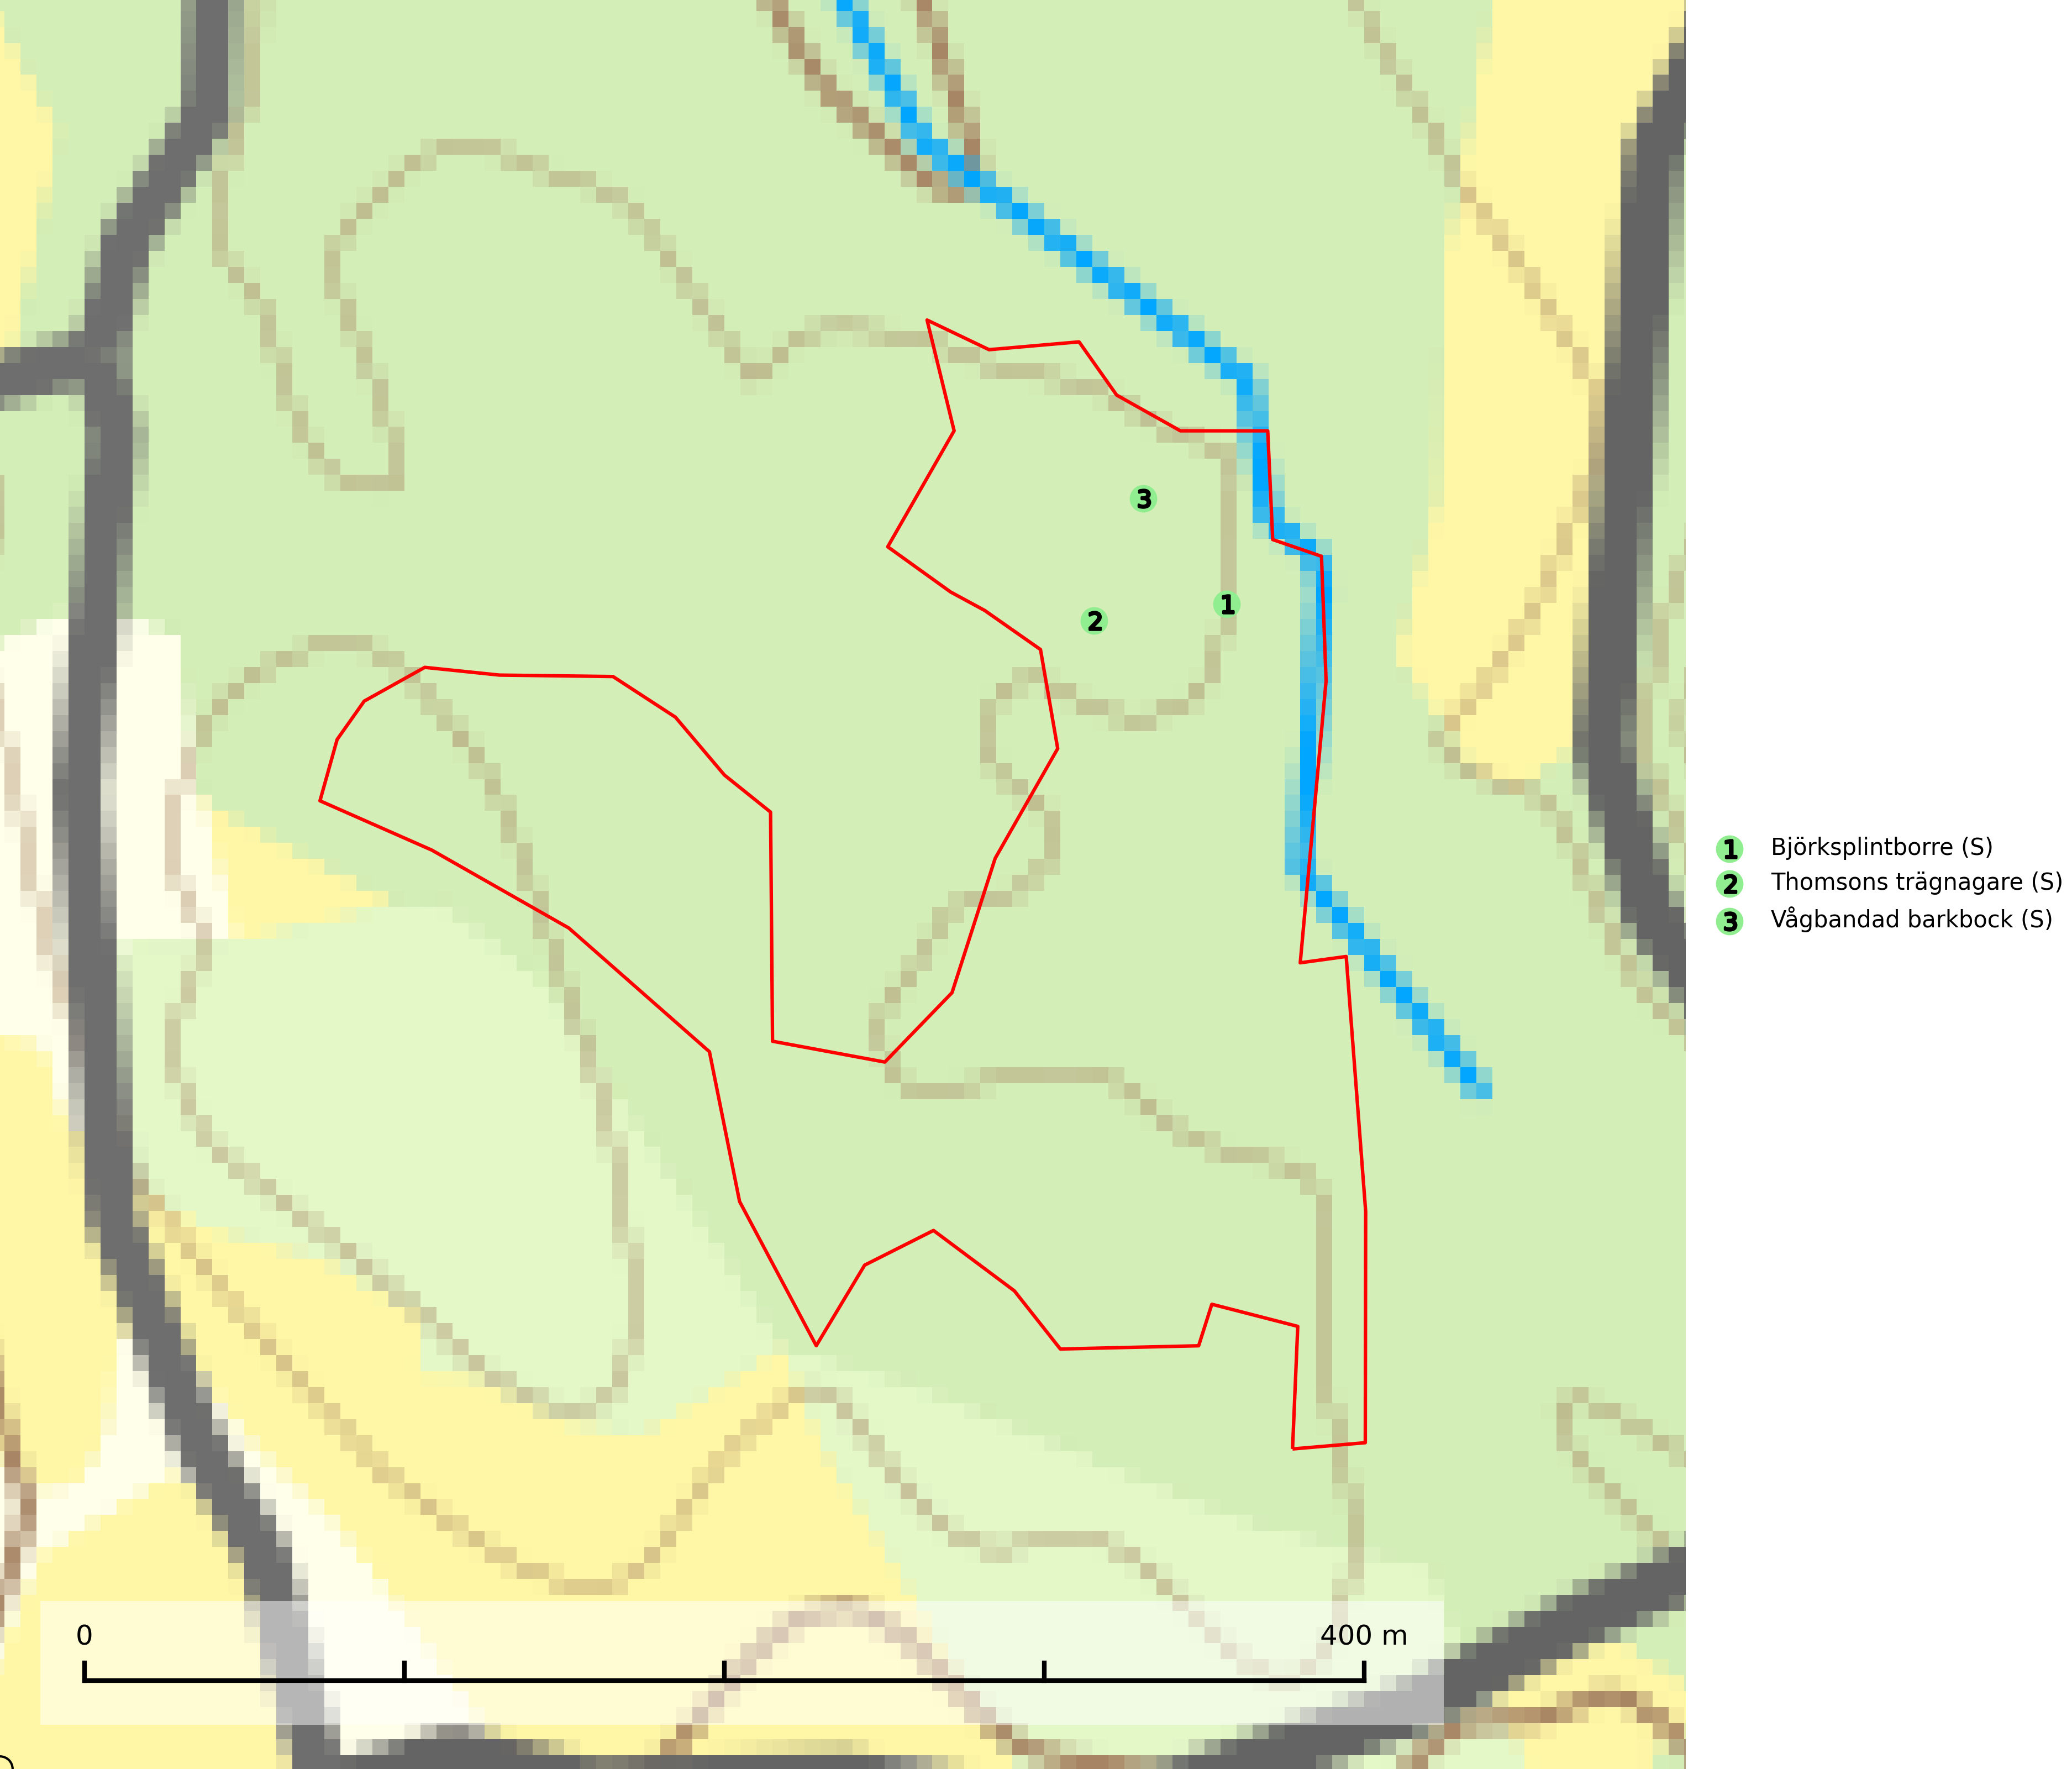 3
1
2
1 Björksplintborre (S)
2 Thomsons trägnagare (S)
3 Vågbandad barkbock (S)
0 400 m